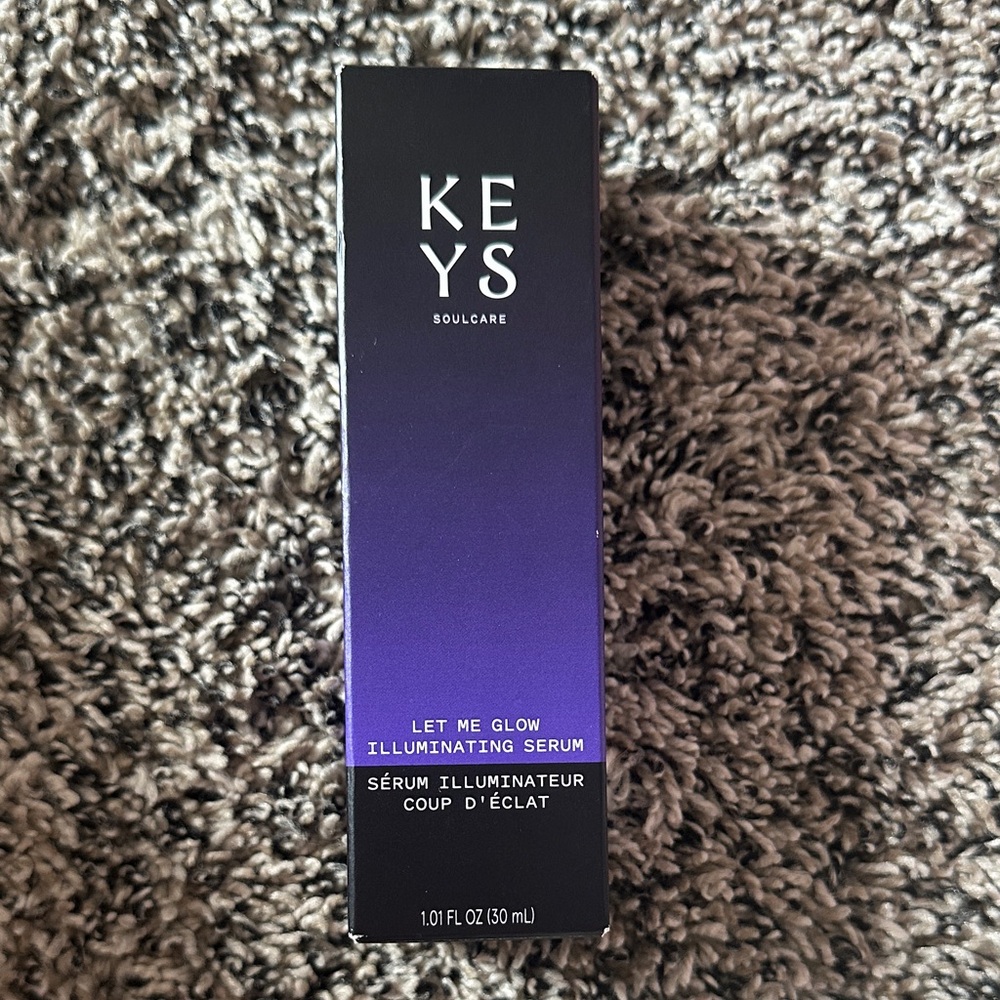 KE
YS
SOULCARE
LET ME GLOW
ILLUMINATING SERUM
SÉRUM ILLUMINATEUR
COUP D'ÉCLAT
1.01 FL OZ (30 mL)